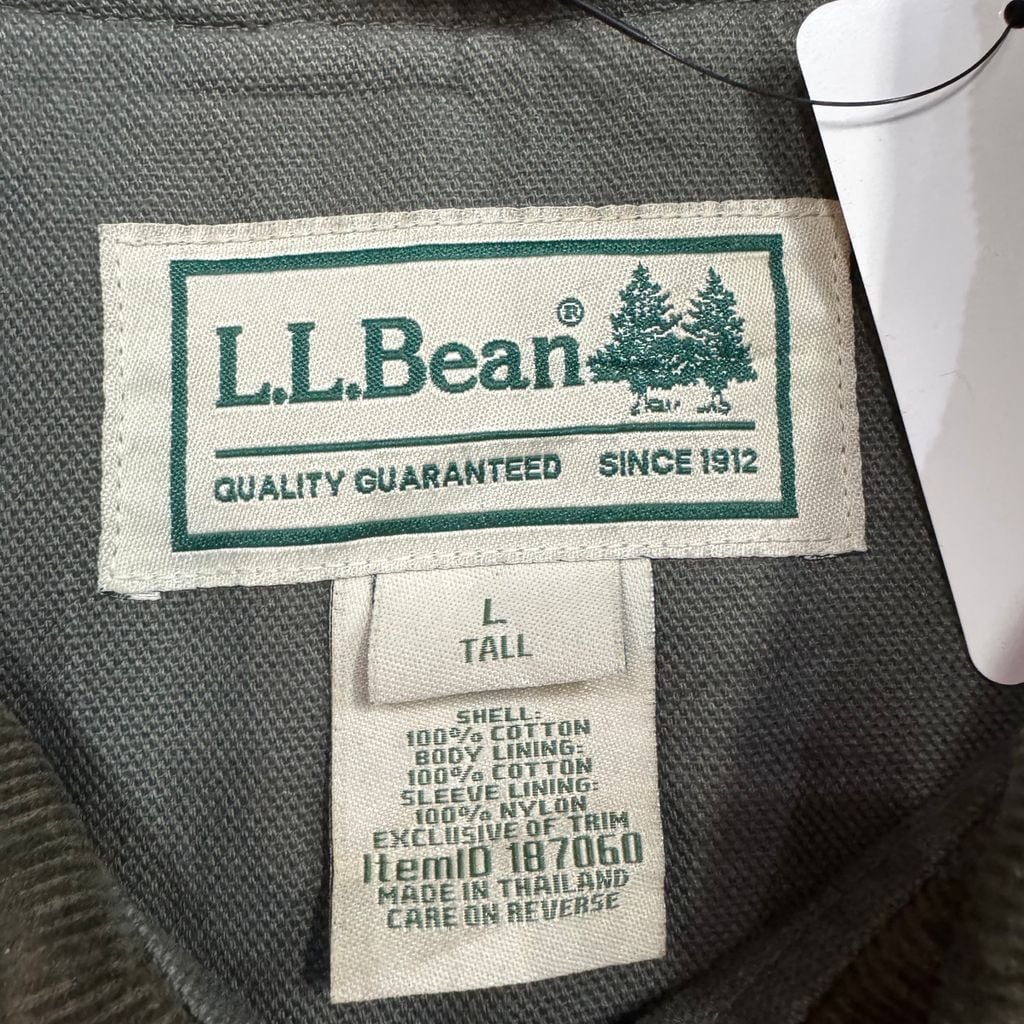 L.L.Bean®
QUALITY GUARANTEED SINCE 1912
L
TALL
SHELL:
100% COTTON
BODY LINING:
100% COTTON
SLEEVE LINING:
100% NYLON
EXCLUSIVE OF TRIM
ItemID 187060
MADE IN THAILAND
CARE ON REVERSE